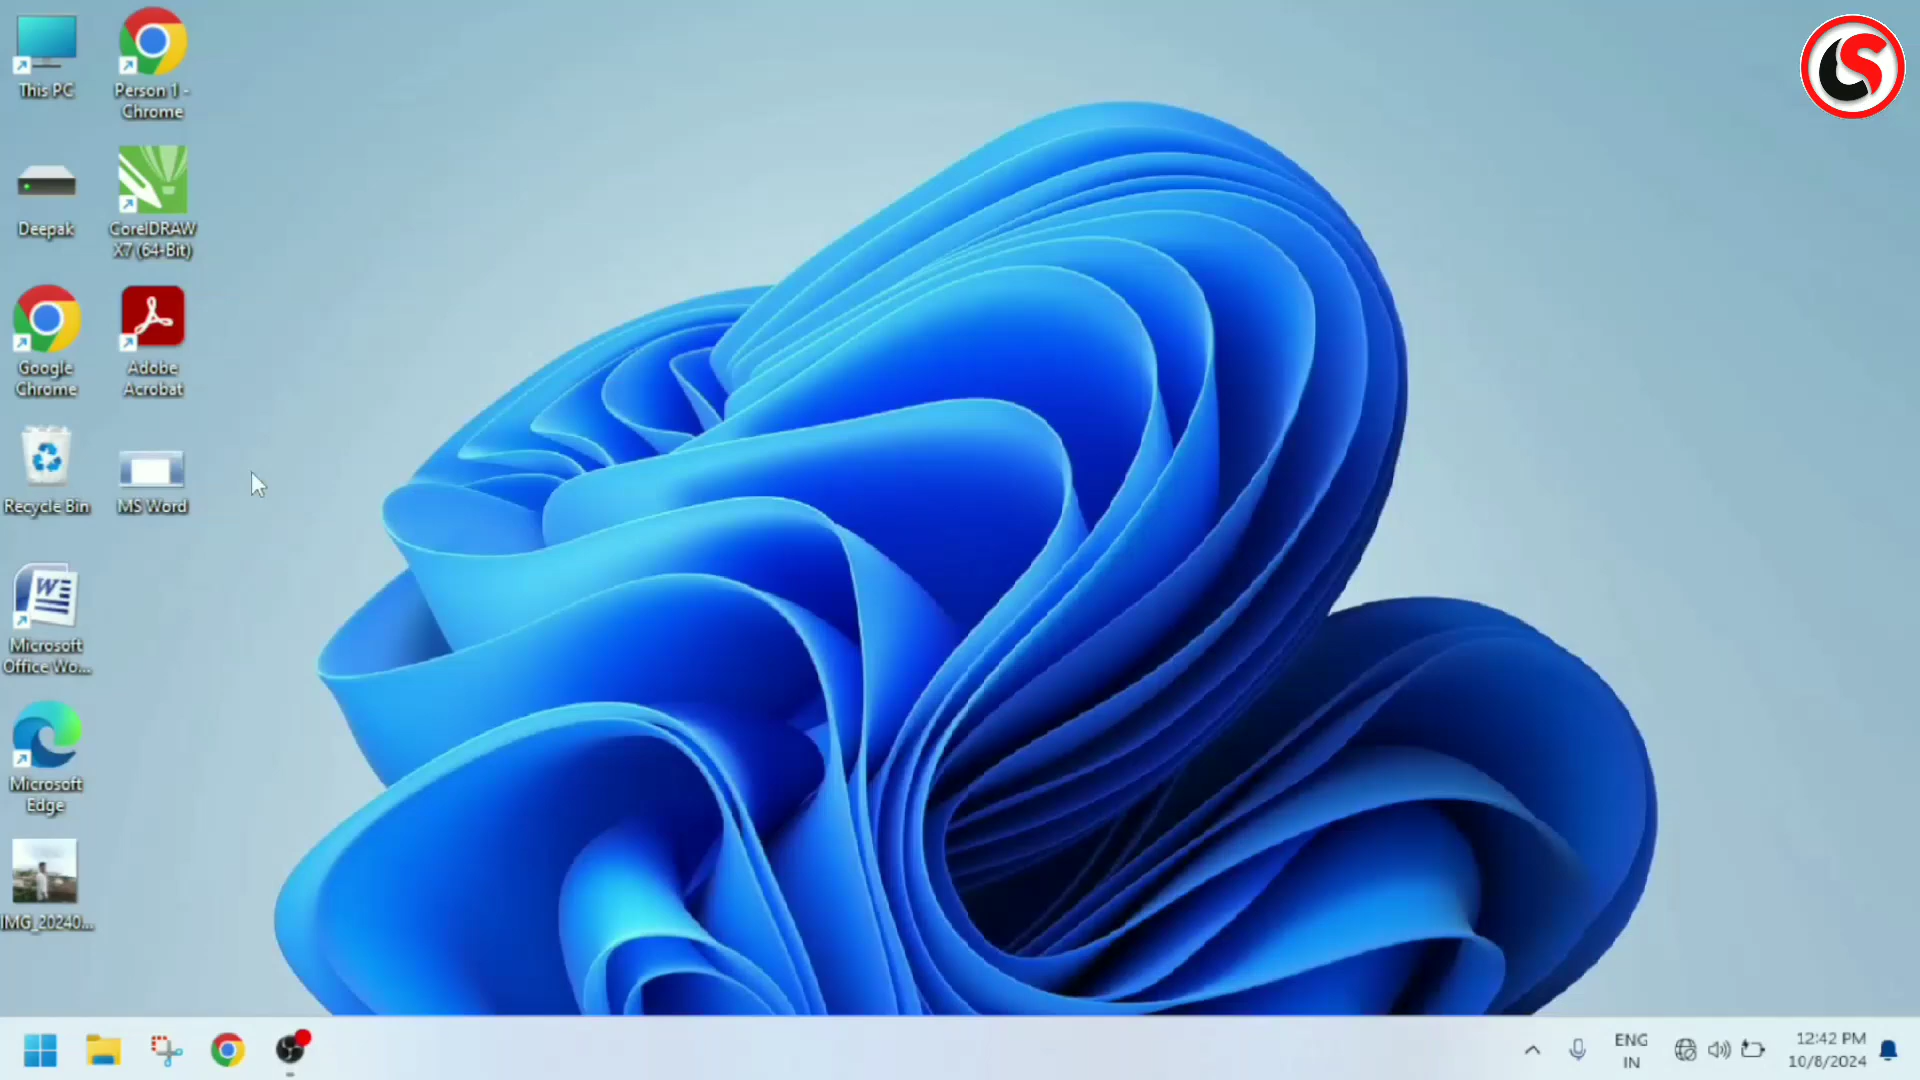 This PC
Person 1 -
Chrome
Deepak
CorelDRAW
X7 (64-Bit)
Google
Chrome
Adobe
Acrobat
Recycle Bin
MS Word
Microsoft
Office Wo...
Microsoft
Edge
IMG_20240...
ENG
IN
12:42 PM
10/8/2024